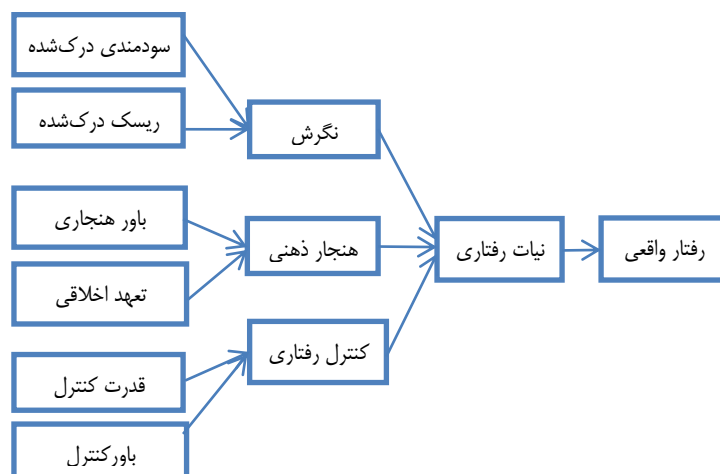 سودمندی درک‌شده
ریسک درک‌شده
نگرش
باور هنجاری
هنجار ذهنی
نیات رفتاری
رفتار واقعی
تعهد اخلاقی
کنترل رفتاری
قدرت کنترل
باورکنترل